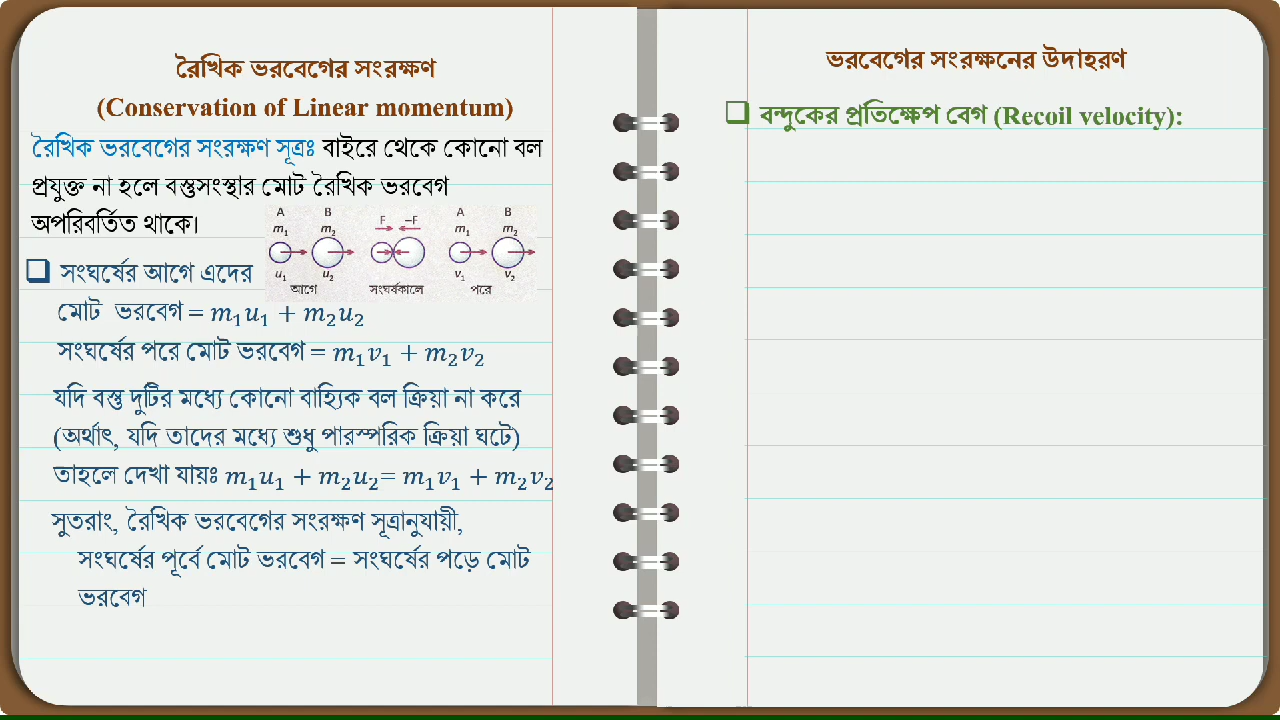 রৈখিক ভরবেগের সংরক্ষণ
(Conservation of Linear momentum)
রৈখিক ভরবেগের সংরক্ষণ সূত্রঃ বাইরে থেকে কোনো বল
প্রযুক্ত না হলে বস্তুসংস্থার মোট রৈখিক ভরবেগ
অপরিবর্তিত থাকে।
A B F –F A B
m₁ m₂ m₁ m₂
u₁ u₂ v₁ v₂
আগে সংঘর্ষকালে পরে
❑ সংঘর্ষের আগে এদের
মোট ভরবেগ = m₁u₁ + m₂u₂
সংঘর্ষের পরে মোট ভরবেগ = m₁v₁ + m₂v₂
যদি বস্তু দুটির মধ্যে কোনো বাহ্যিক বল ক্রিয়া না করে
(অর্থাৎ, যদি তাদের মধ্যে শুধু পারস্পরিক ক্রিয়া ঘটে)
তাহলে দেখা যায়ঃ m₁u₁ + m₂u₂= m₁v₁ + m₂v₂
সুতরাং, রৈখিক ভরবেগের সংরক্ষণ সূত্রানুযায়ী,
সংঘর্ষের পূর্বে মোট ভরবেগ = সংঘর্ষের পড়ে মোট
ভরবেগ
ভরবেগের সংরক্ষনের উদাহরণ
❑ বন্দুকের প্রতিক্ষেপ বেগ (Recoil velocity):